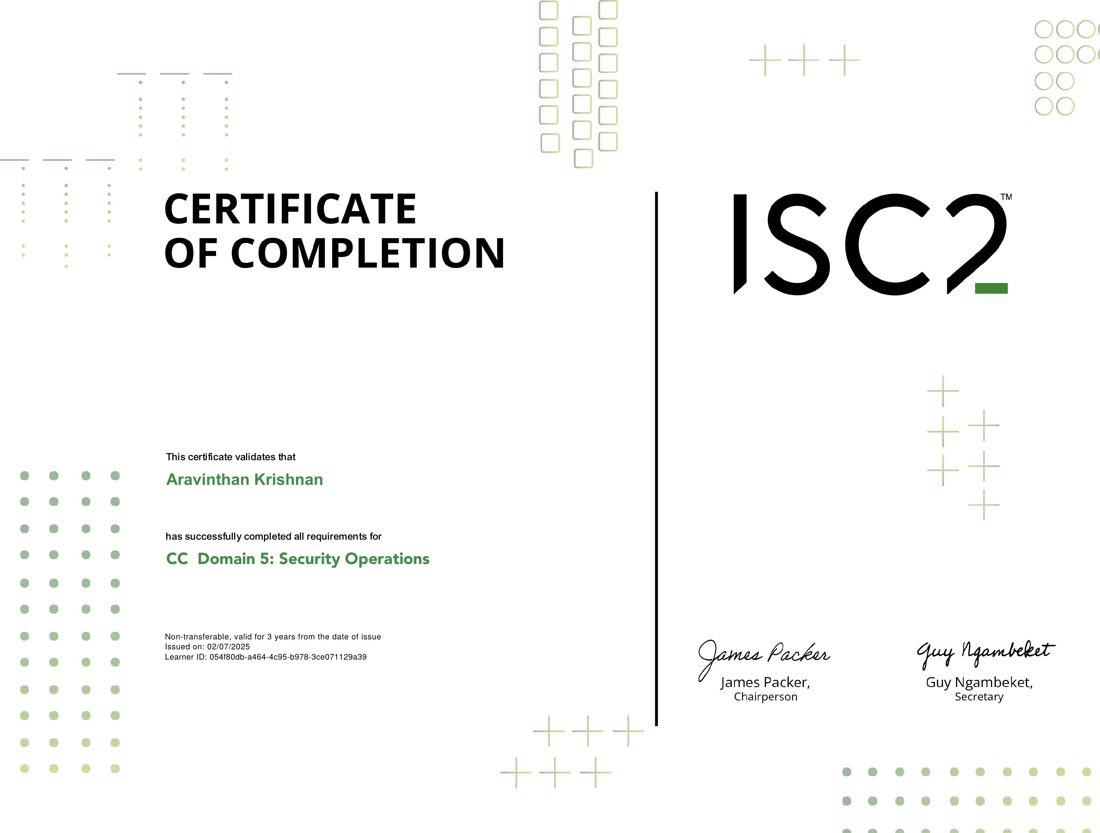 CERTIFICATE
OF COMPLETION
ISC2™
This certificate validates that
Aravinthan Krishnan
has successfully completed all requirements for
CC  Domain 5: Security Operations
Non-transferable, valid for 3 years from the date of issue
Issued on: 02/07/2025
Learner ID: 054f80db-a464-4c95-b978-3ce071129a39
James Packer
James Packer,
Chairperson
Guy Ngambeket
Guy Ngambeket,
Secretary